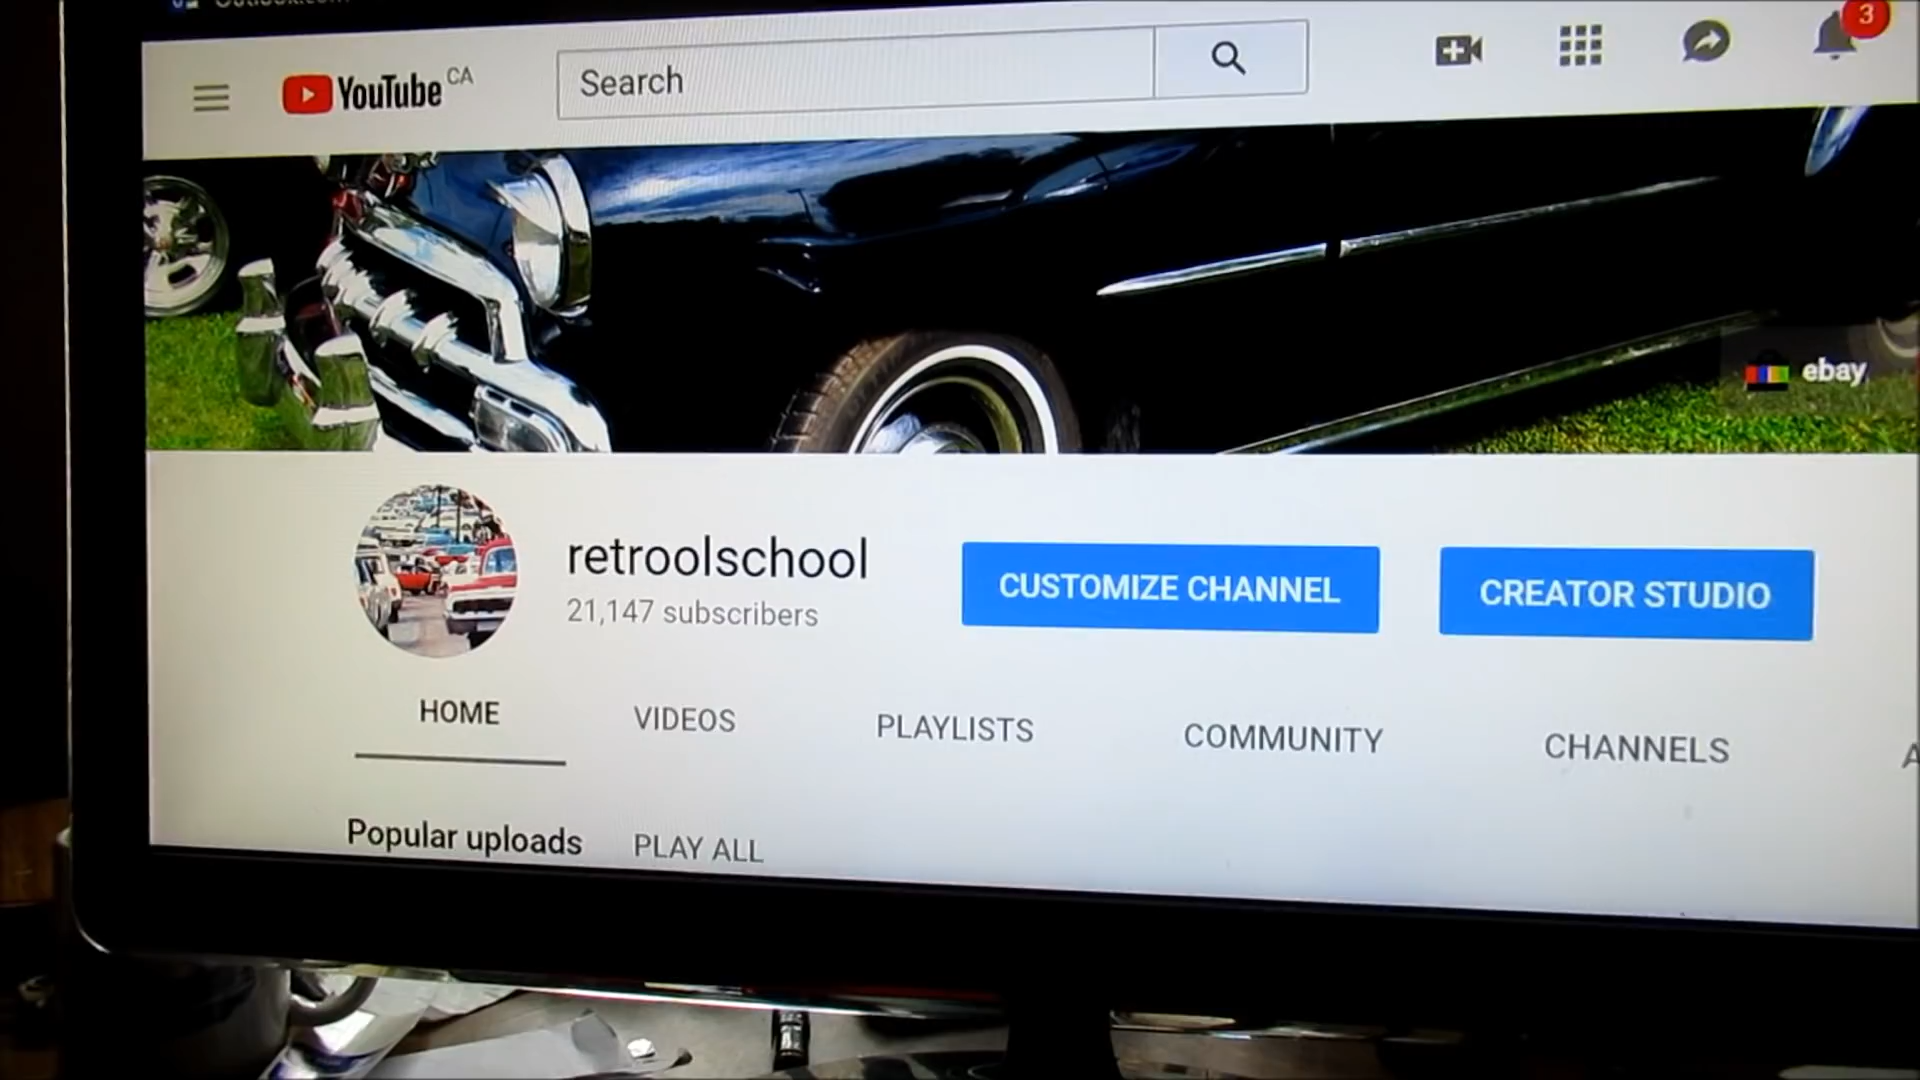 YouTube CA
Search
3
ebay
retroolschool
21,147 subscribers
CUSTOMIZE CHANNEL
CREATOR STUDIO
HOME
VIDEOS
PLAYLISTS
COMMUNITY
CHANNELS
Popular uploads
PLAY ALL